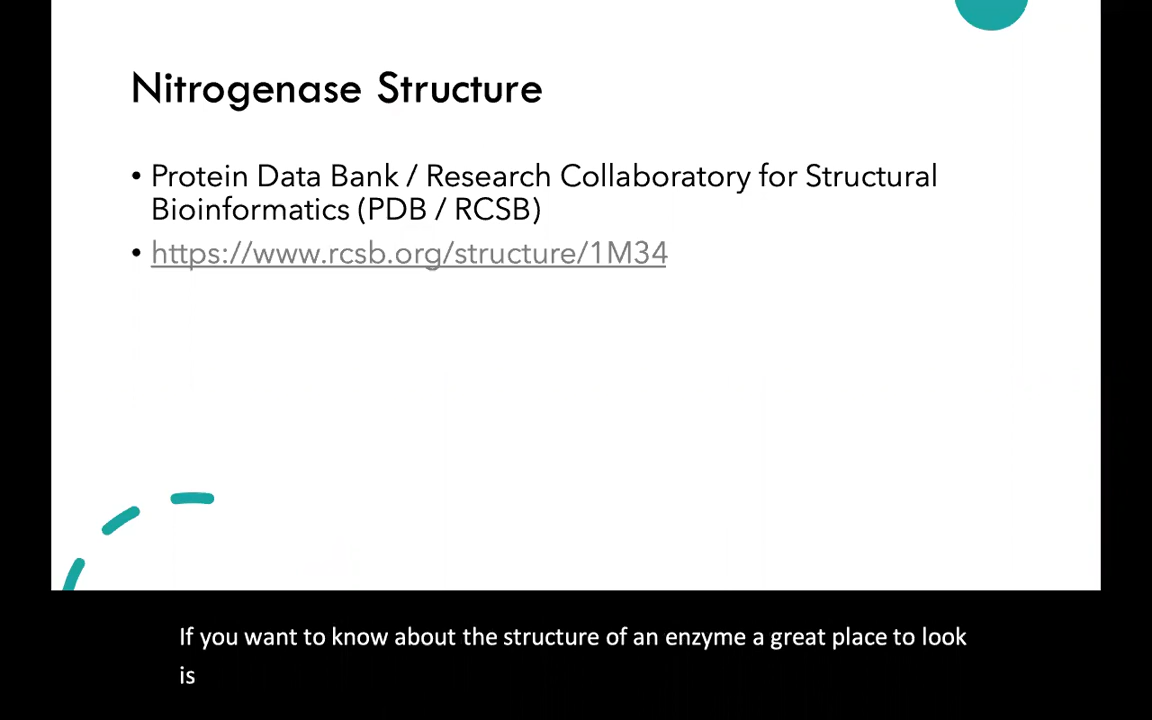 Nitrogenase Structure
• Protein Data Bank / Research Collaboratory for Structural
Bioinformatics (PDB / RCSB)
• https://www.rcsb.org/structure/1M34
If you want to know about the structure of an enzyme a great place to look
is